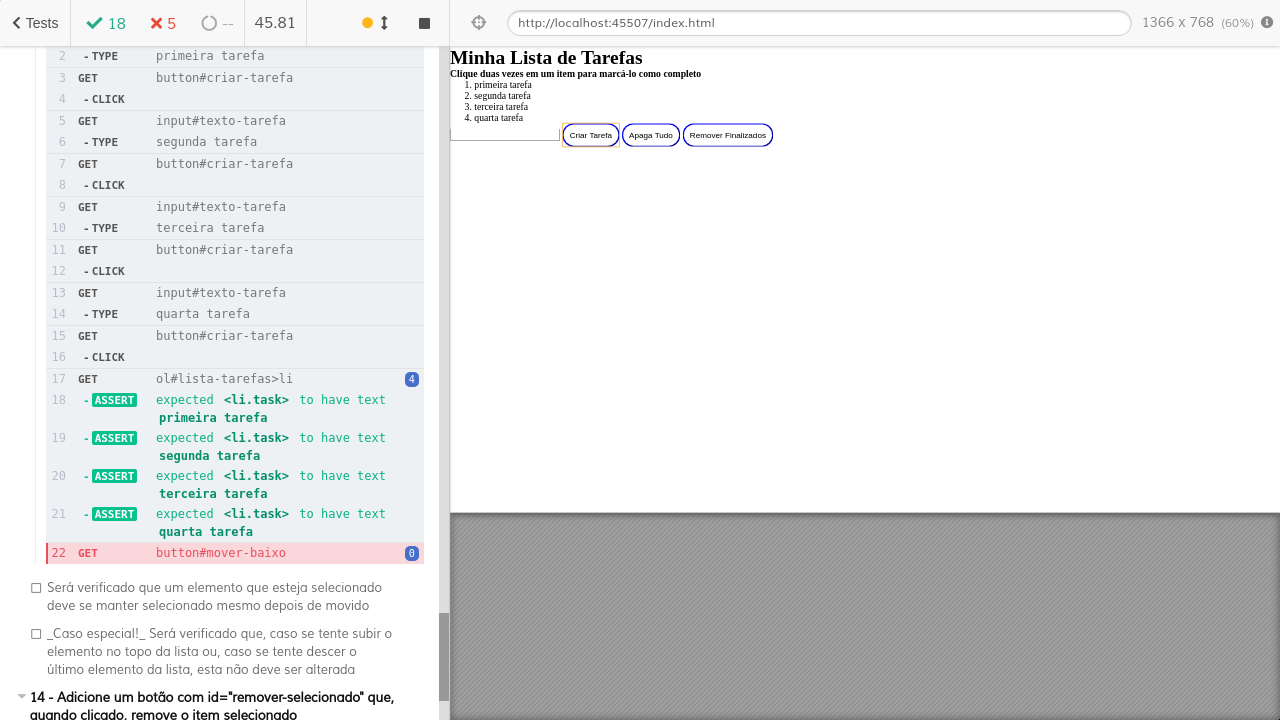 Tests
18
5
--
45.81
http://localhost:45507/index.html
1366 x 768 (60%)
2 - TYPE primeira tarefa
3 GET button#criar-tarefa
4 - CLICK
5 GET input#texto-tarefa
6 - TYPE segunda tarefa
7 GET button#criar-tarefa
8 - CLICK
9 GET input#texto-tarefa
10 - TYPE terceira tarefa
11 GET button#criar-tarefa
12 - CLICK
13 GET input#texto-tarefa
14 - TYPE quarta tarefa
15 GET button#criar-tarefa
16 - CLICK
17 GET ol#lista-tarefas>li 4
18 - ASSERT expected <li.task> to have text
primeira tarefa
19 - ASSERT expected <li.task> to have text
segunda tarefa
20 - ASSERT expected <li.task> to have text
terceira tarefa
21 - ASSERT expected <li.task> to have text
quarta tarefa
22 GET button#mover-baixo 0
Será verificado que um elemento que esteja selecionado
deve se manter selecionado mesmo depois de movido
_Caso especial!_ Será verificado que, caso se tente subir o
elemento no topo da lista ou, caso se tente descer o
último elemento da lista, esta não deve ser alterada
14 - Adicione um botão com id="remover-selecionado" que,
quando clicado, remove o item selecionado
Minha Lista de Tarefas
Clique duas vezes em um item para marcá-lo como completo
1. primeira tarefa
2. segunda tarefa
3. terceira tarefa
4. quarta tarefa
Criar Tarefa
Apaga Tudo
Remover Finalizados